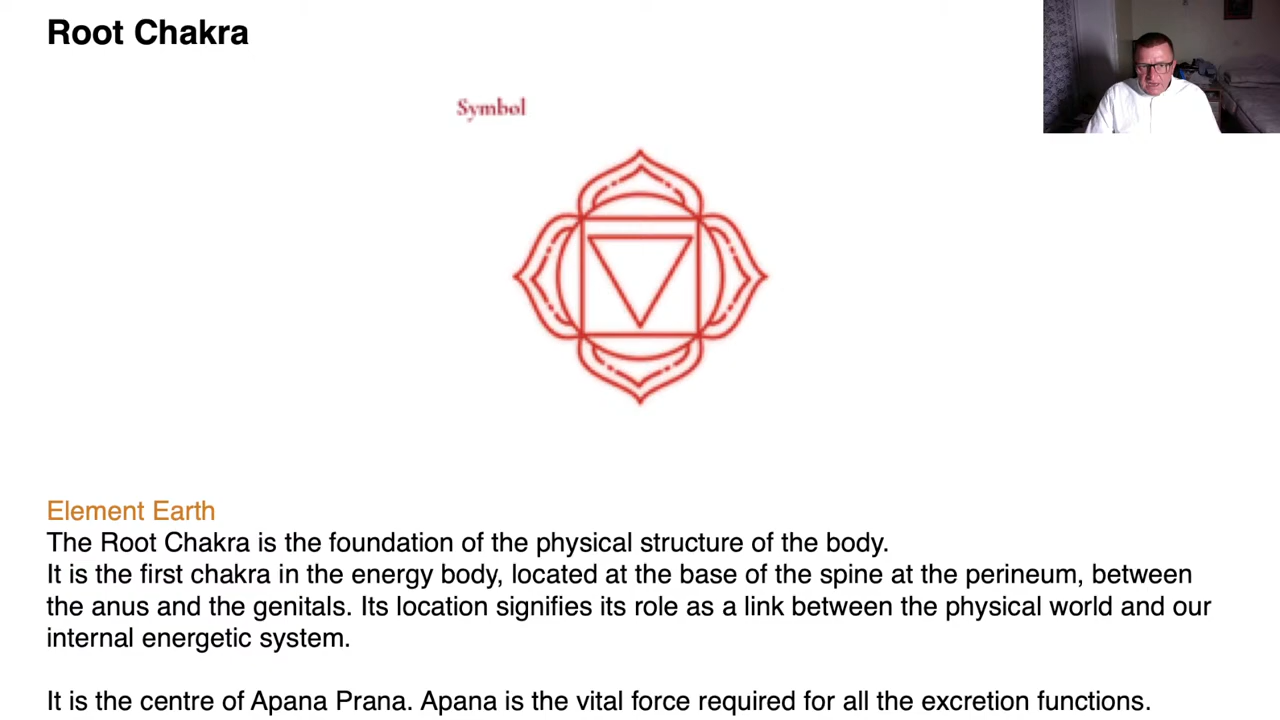 Root Chakra
Symbol
Element Earth
The Root Chakra is the foundation of the physical structure of the body.
It is the first chakra in the energy body, located at the base of the spine at the perineum, between
the anus and the genitals. Its location signifies its role as a link between the physical world and our
internal energetic system.
It is the centre of Apana Prana. Apana is the vital force required for all the excretion functions.